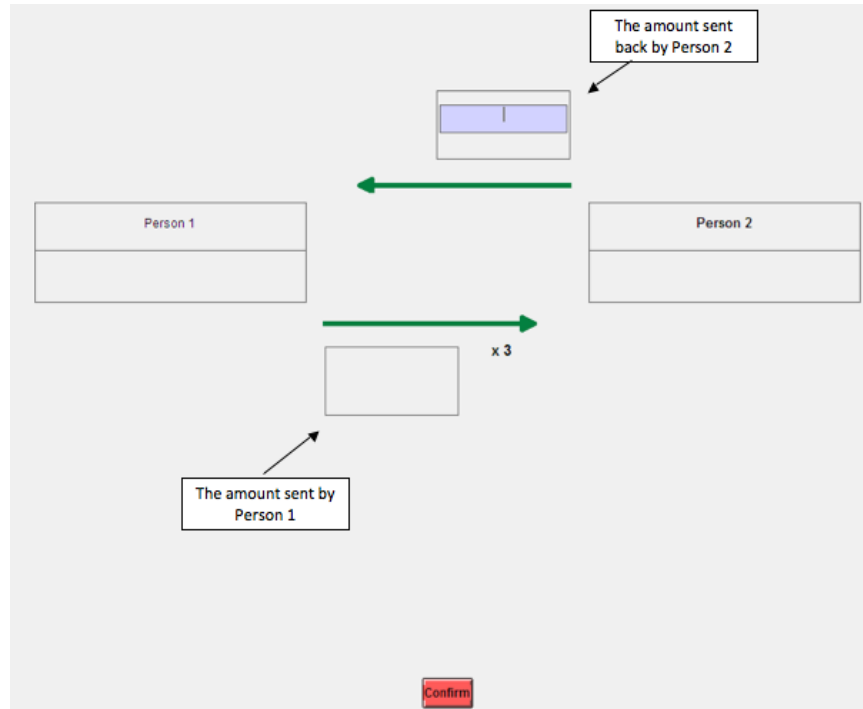 The amount sent
back by Person 2
Person 1
Person 2
x 3
The amount sent by
Person 1
Confirm